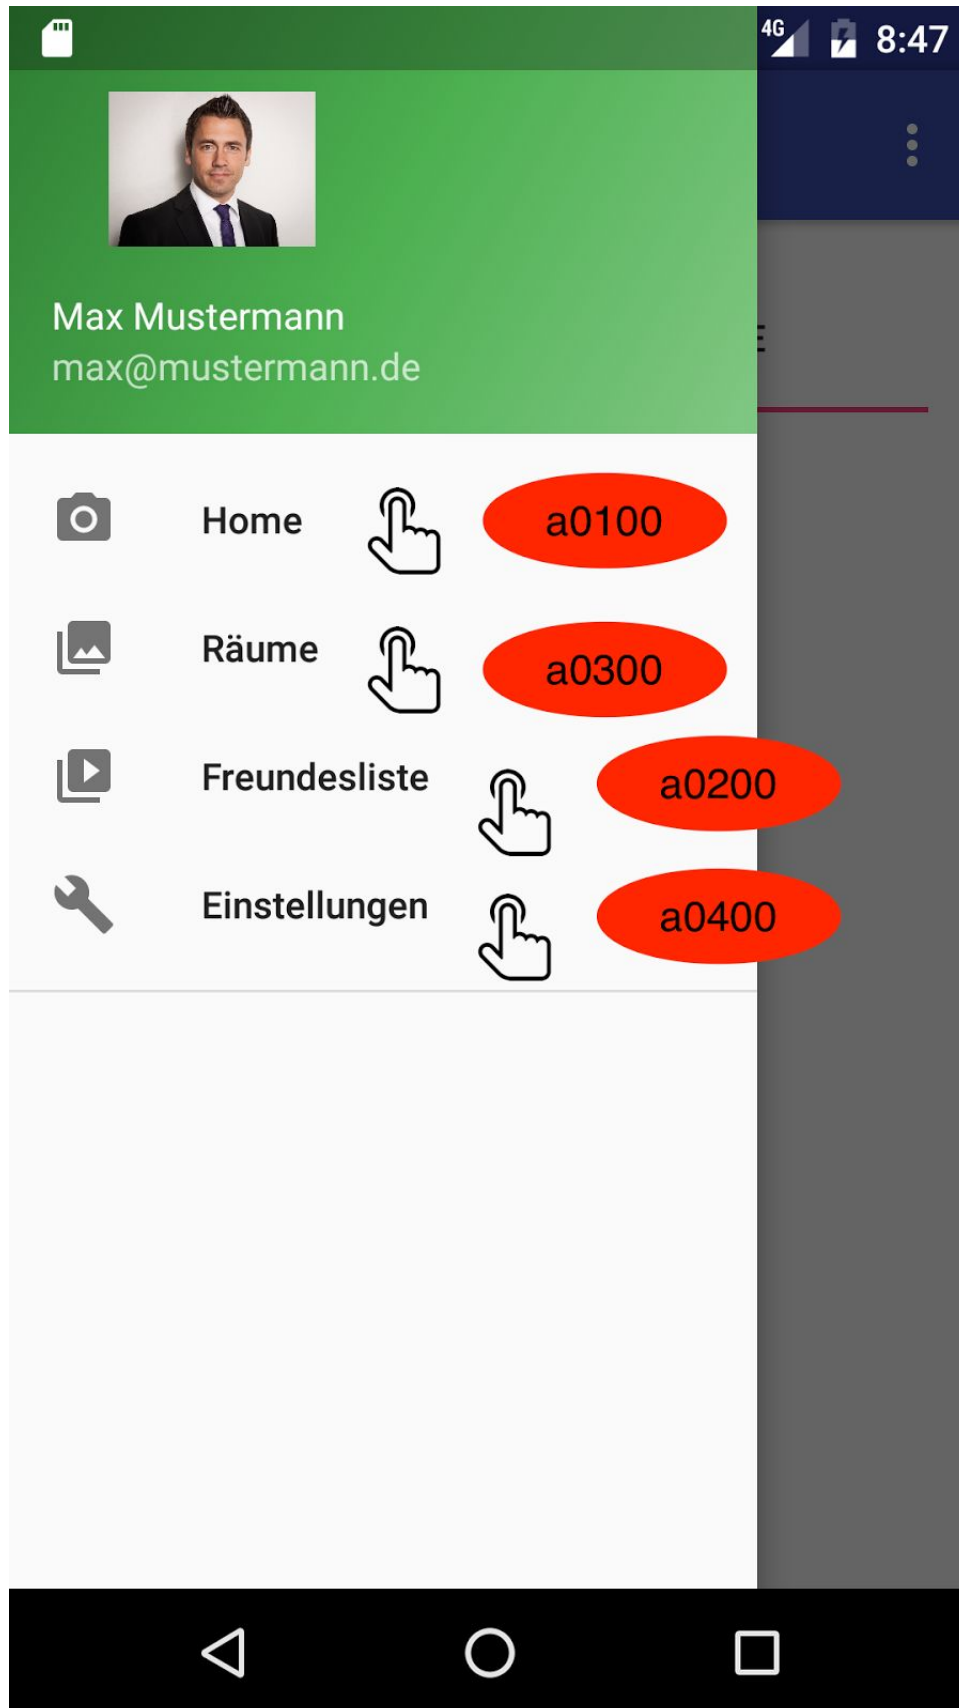 4G 8:47
Max Mustermann
max@mustermann.de
E
Home a0100
Räume a0300
Freundesliste a0200
Einstellungen a0400